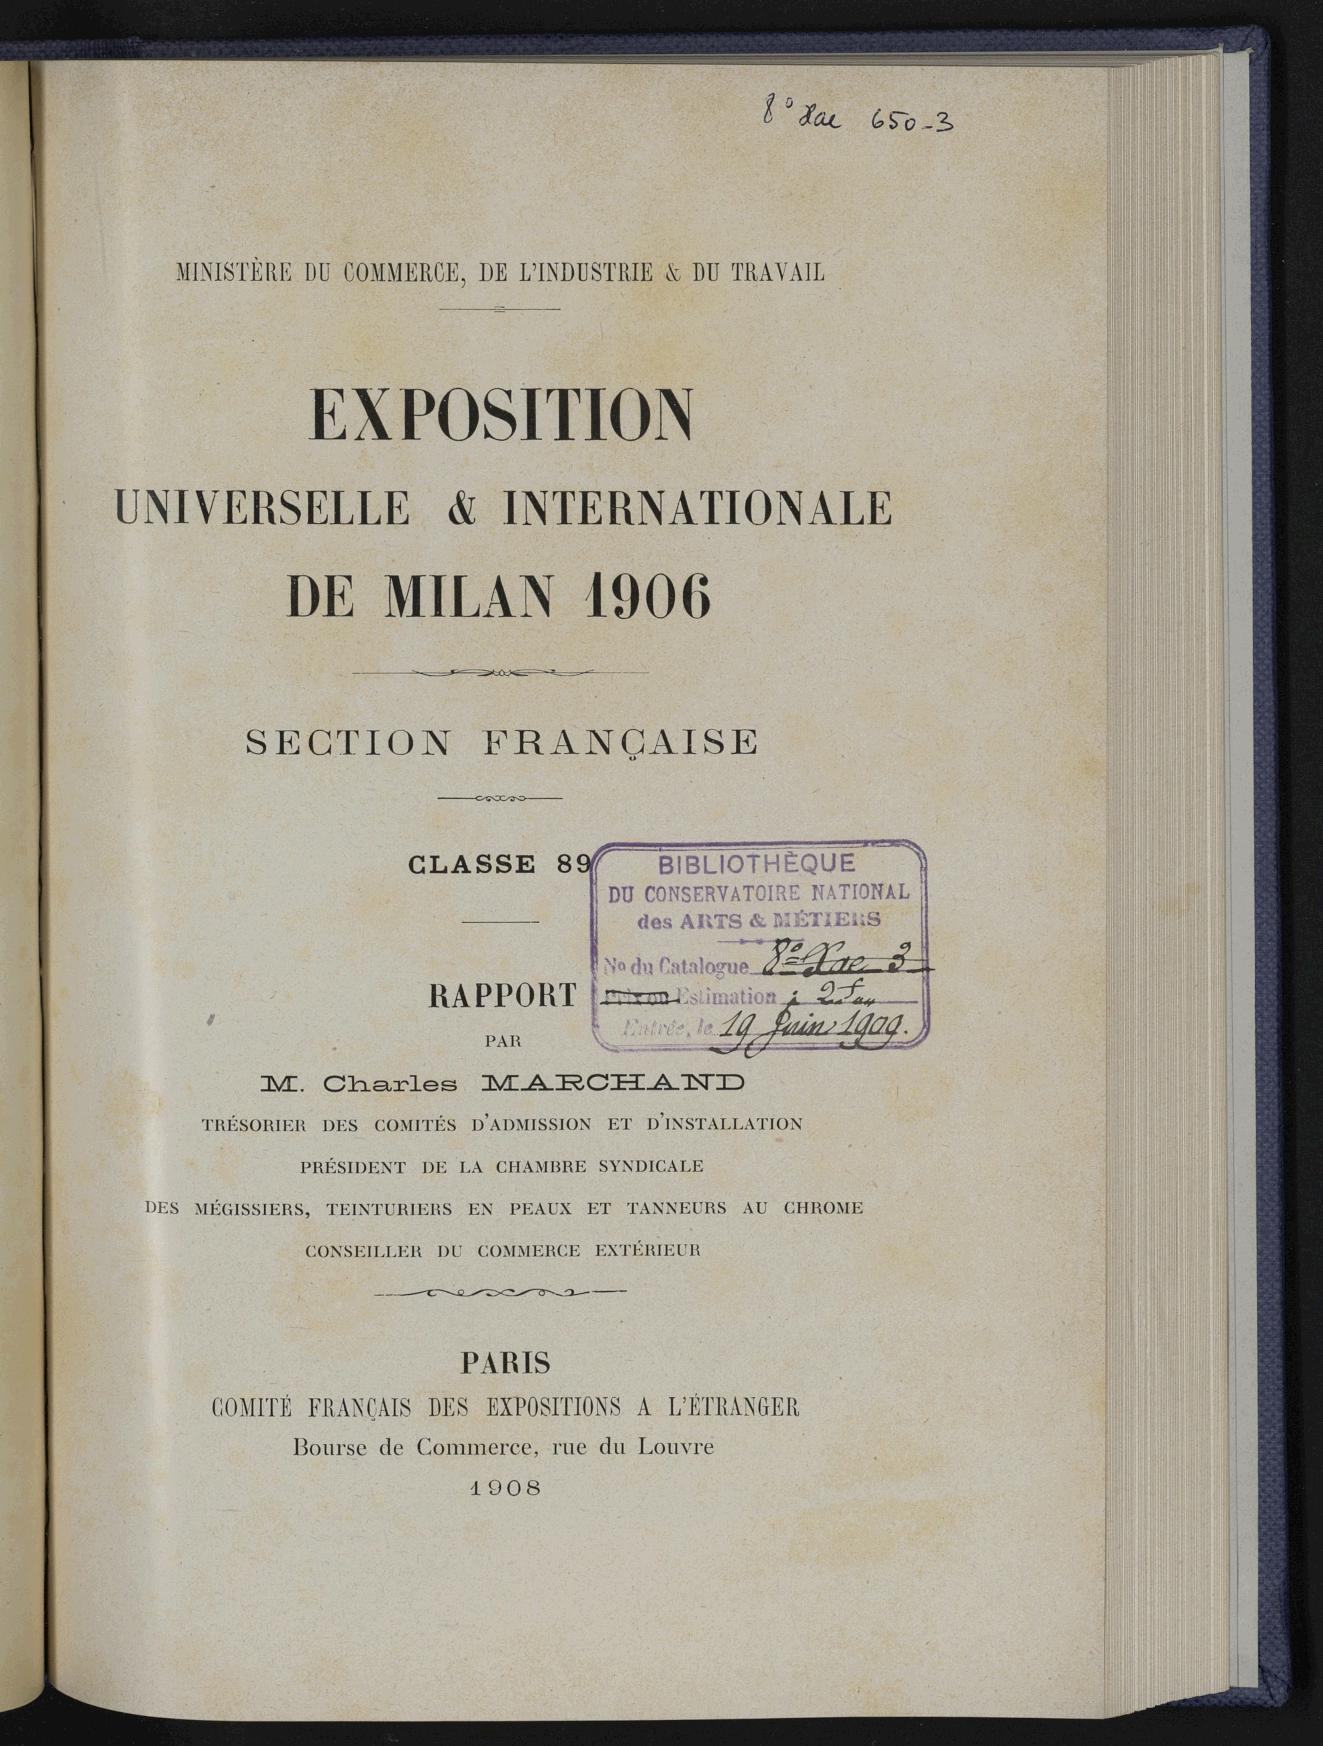 8° Xae 650-3
MINISTÈRE DU COMMERCE, DE L'INDUSTRIE & DU TRAVAIL
EXPOSITION
UNIVERSELLE & INTERNATIONALE
DE MILAN 1906
SECTION FRANÇAISE
CLASSE 89
BIBLIOTHÈQUE
DU CONSERVATOIRE NATIONAL
des ARTS & MÉTIERS
No du Catalogue 8° Xae 3
Prix ou Estimation
Entrée, le 19 Juin 1909.
RAPPORT
PAR
M. Charles MARCHAND
TRÉSORIER DES COMITÉS D'ADMISSION ET D'INSTALLATION
PRÉSIDENT DE LA CHAMBRE SYNDICALE
DES MÉGISSIERS, TEINTURIERS EN PEAUX ET TANNEURS AU CHROME
CONSEILLER DU COMMERCE EXTÉRIEUR
PARIS
COMITÉ FRANÇAIS DES EXPOSITIONS A L'ÉTRANGER
Bourse de Commerce, rue du Louvre
1908